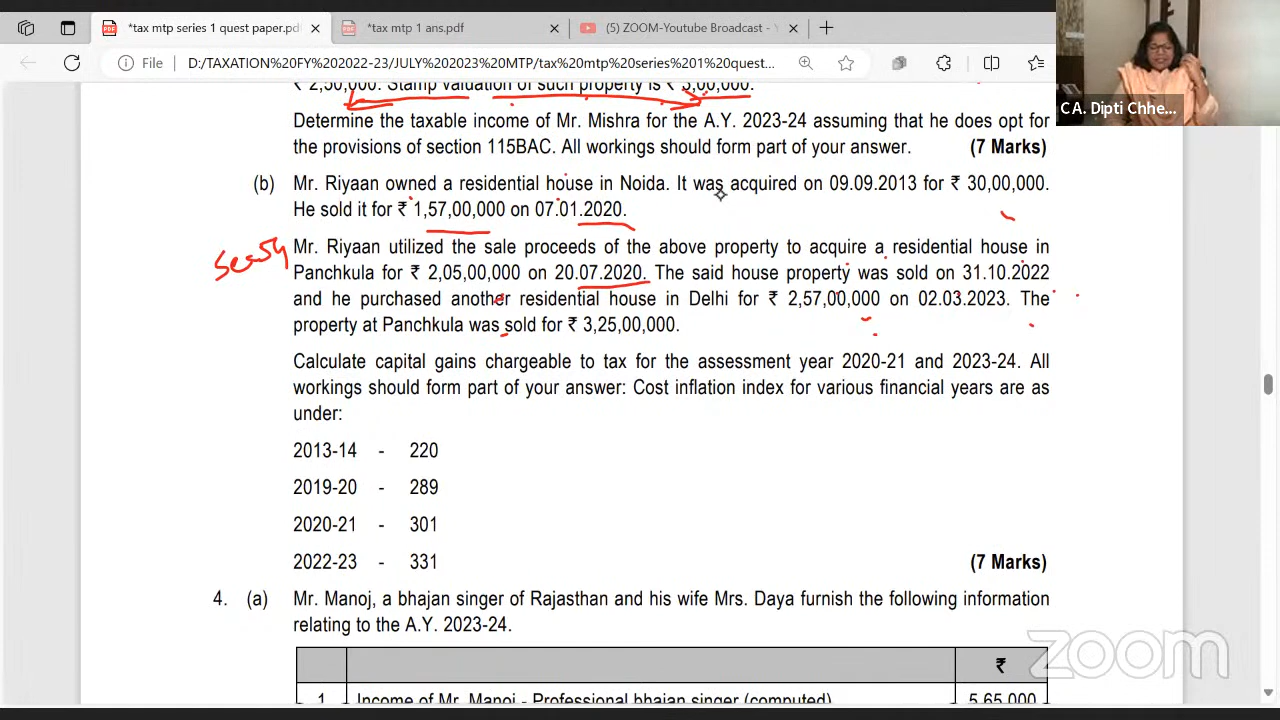 *tax mtp series 1 quest paper.pd
*tax mtp 1 ans.pdf
(5) ZOOM-Youtube Broadcast -
File
D:/TAXATION%20FY%202022-23/JULY%202023%20MTP/tax%20mtp%20series%201%20quest...
C A. Dipti Chhe...
₹ 2,50,000. Stamp valuation of such property is ₹ 5,00,000.
Determine the taxable income of Mr. Mishra for the A.Y. 2023-24 assuming that he does opt for
the provisions of section 115BAC. All workings should form part of your answer. (7 Marks)
(b) Mr. Riyaan owned a residential house in Noida. It was acquired on 09.09.2013 for ₹ 30,00,000.
He sold it for ₹ 1,57,00,000 on 07.01.2020.
Sec 54
Mr. Riyaan utilized the sale proceeds of the above property to acquire a residential house in
Panchkula for ₹ 2,05,00,000 on 20.07.2020. The said house property was sold on 31.10.2022
and he purchased another residential house in Delhi for ₹ 2,57,00,000 on 02.03.2023. The
property at Panchkula was sold for ₹ 3,25,00,000.
Calculate capital gains chargeable to tax for the assessment year 2020-21 and 2023-24. All
workings should form part of your answer: Cost inflation index for various financial years are as
under:
2013-14 - 220
2019-20 - 289
2020-21 - 301
2022-23 - 331 (7 Marks)
4. (a) Mr. Manoj, a bhajan singer of Rajasthan and his wife Mrs. Daya furnish the following information
relating to the A.Y. 2023-24.
₹
1 Income of Mr. Manoj - Professional bhajan singer (computed) 5,65,000
zoom